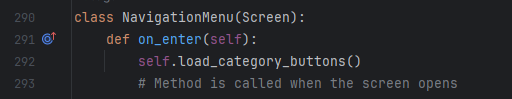 290 class NavigationMenu(Screen):
291 def on_enter(self):
292 self.load_category_buttons()
293 # Method is called when the screen opens